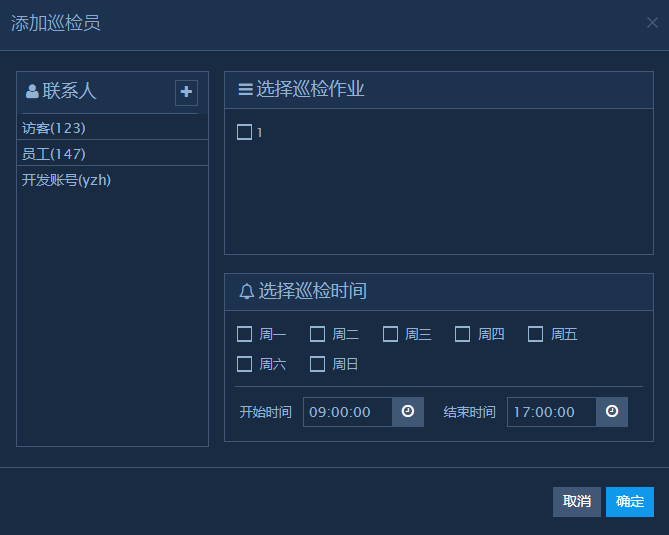 添加巡检员
联系人
访客(123)
员工(147)
开发账号(yzh)
选择巡检作业
1
选择巡检时间
周一 周二 周三 周四 周五
周六 周日
开始时间 09:00:00 结束时间 17:00:00
取消 确定